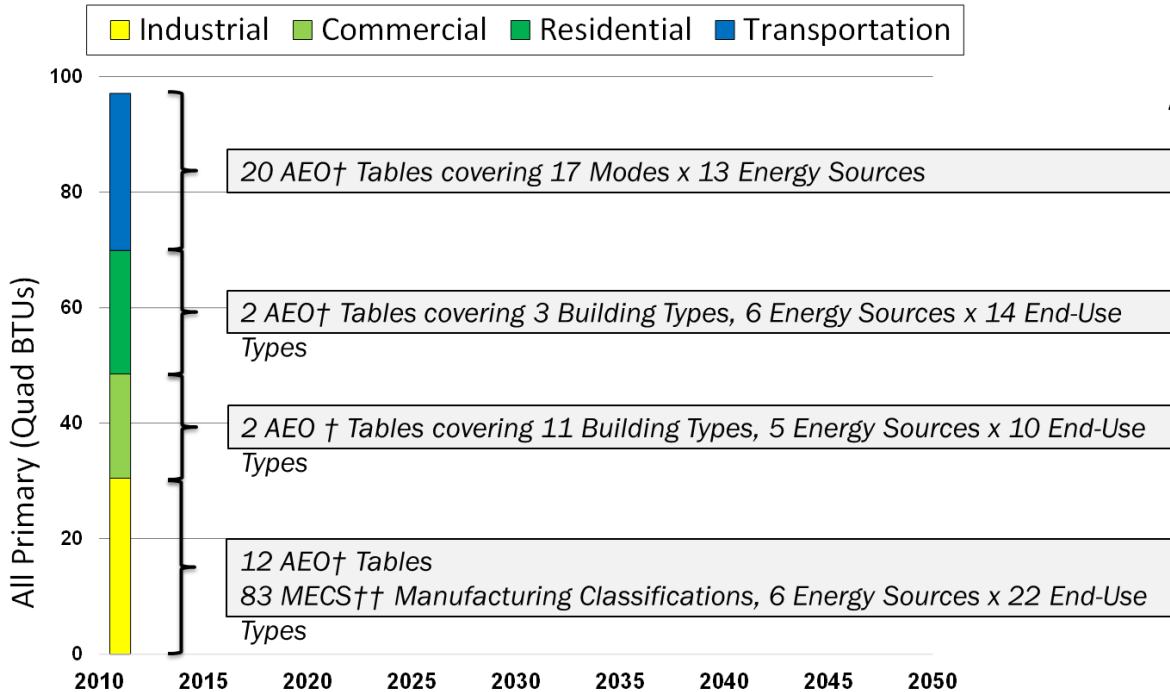 Industrial Commercial Residential Transportation
100
20 AEO† Tables covering 17 Modes x 13 Energy Sources
80
60
2 AEO† Tables covering 3 Building Types, 6 Energy Sources x 14 End-Use
Types
40
2 AEO † Tables covering 11 Building Types, 5 Energy Sources x 10 End-Use
Types
20
12 AEO† Tables
83 MECS†† Manufacturing Classifications, 6 Energy Sources x 22 End-Use
Types
0
All Primary (Quad BTUs)
2010 2015 2020 2025 2030 2035 2040 2045 2050